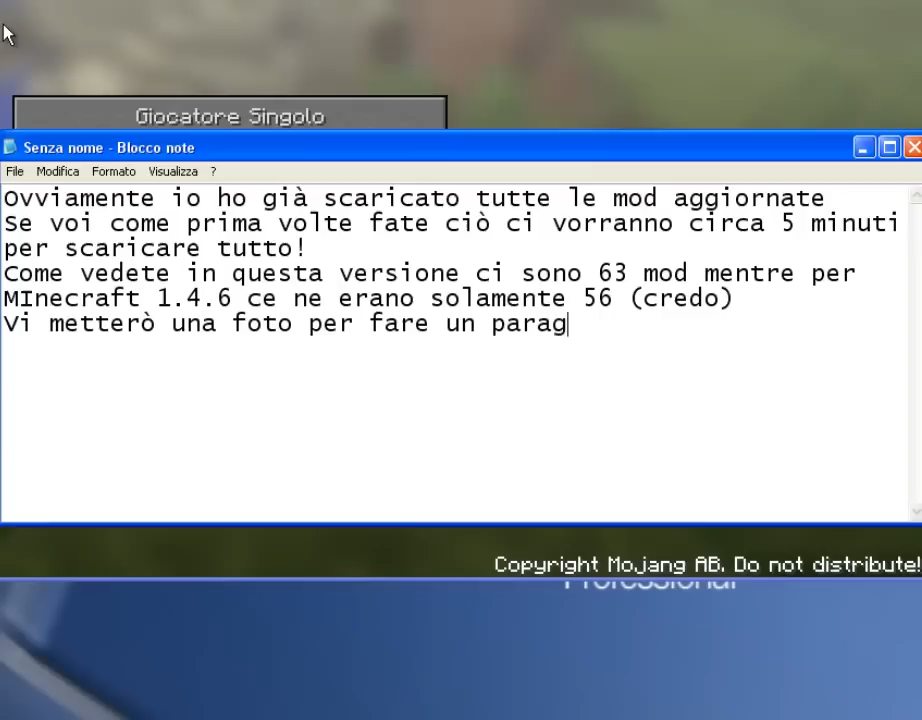 Giocatore Singolo
Senza nome - Blocco note
File Modifica Formato Visualizza ?
Ovviamente io ho già scaricato tutte le mod aggiornate
Se voi come prima volte fate ciò ci vorranno circa 5 minuti
per scaricare tutto!
Come vedete in questa versione ci sono 63 mod mentre per
MInecraft 1.4.6 ce ne erano solamente 56 (credo)
Vi metterò una foto per fare un parag
Copyright Mojang AB. Do not distribute!
Professional